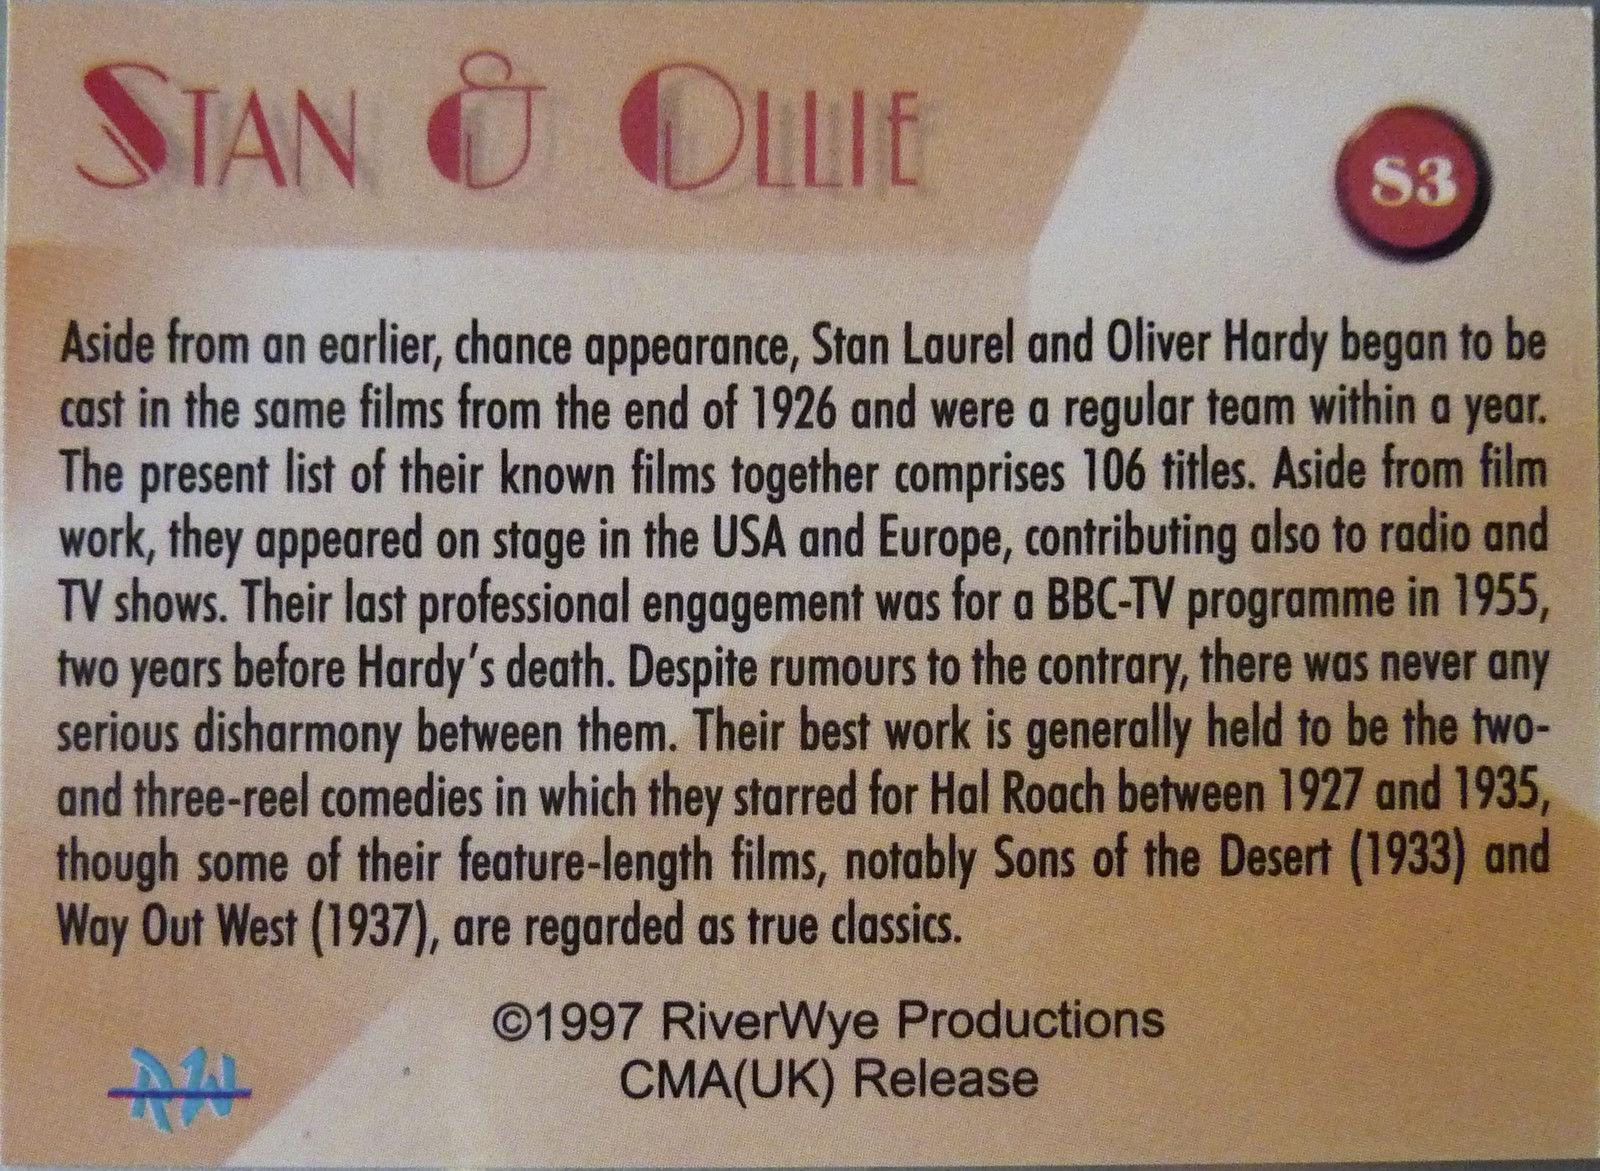 STAN & OLLIE
S3
Aside from an earlier, chance appearance, Stan Laurel and Oliver Hardy began to be
cast in the same films from the end of 1926 and were a regular team within a year.
The present list of their known films together comprises 106 titles. Aside from film
work, they appeared on stage in the USA and Europe, contributing also to radio and
TV shows. Their last professional engagement was for a BBC-TV programme in 1955,
two years before Hardy's death. Despite rumours to the contrary, there was never any
serious disharmony between them. Their best work is generally held to be the two-
and three-reel comedies in which they starred for Hal Roach between 1927 and 1935,
though some of their feature-length films, notably Sons of the Desert (1933) and
Way Out West (1937), are regarded as true classics.
©1997 RiverWye Productions
CMA(UK) Release
RW